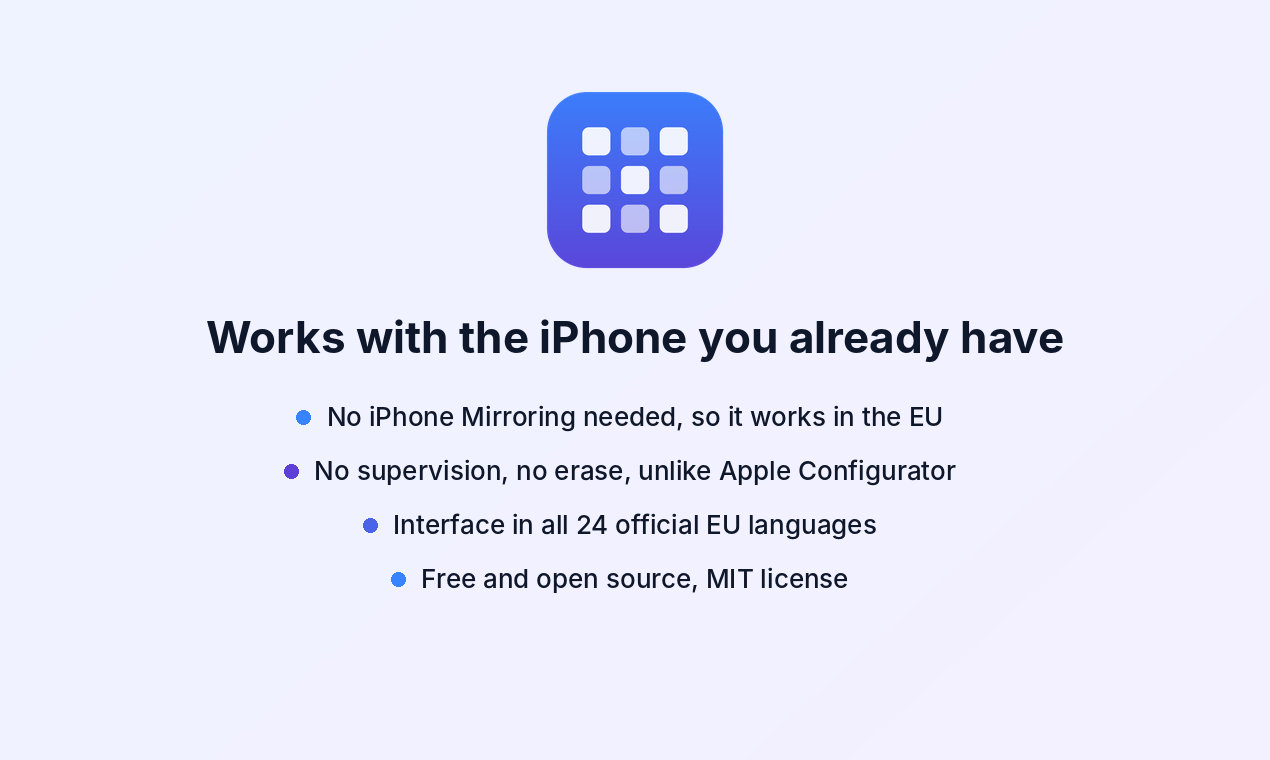 Works with the iPhone you already have
No iPhone Mirroring needed, so it works in the EU
No supervision, no erase, unlike Apple Configurator
Interface in all 24 official EU languages
Free and open source, MIT license